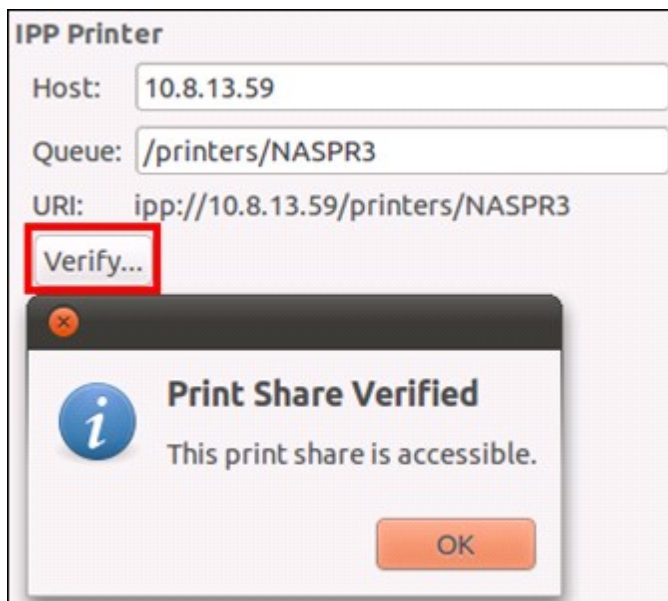 IPP Printer
Host: 10.8.13.59
Queue: /printers/NASPR3
URI: ipp://10.8.13.59/printers/NASPR3
Verify...
Print Share Verified
This print share is accessible.
OK